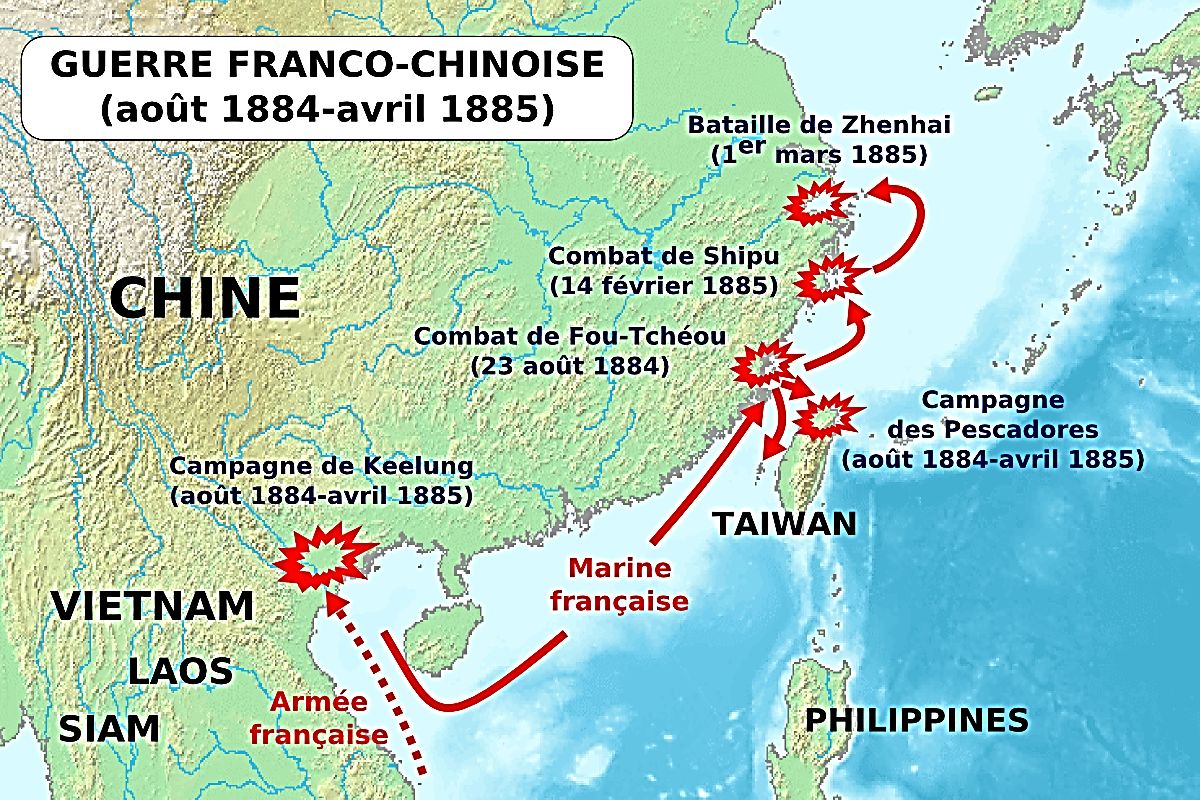 GUERRE FRANCO-CHINOISE
(août 1884-avril 1885)
Bataille de Zhenhai
(1er mars 1885)
Combat de Shipu
(14 février 1885)
CHINE
Combat de Fou-Tchéou
(23 août 1884)
Campagne
des Pescadores
(août 1884-avril 1885)
Campagne de Keelung
(août 1884-avril 1885)
TAIWAN
Marine
française
VIETNAM
LAOS
Armée
française
SIAM
PHILIPPINES